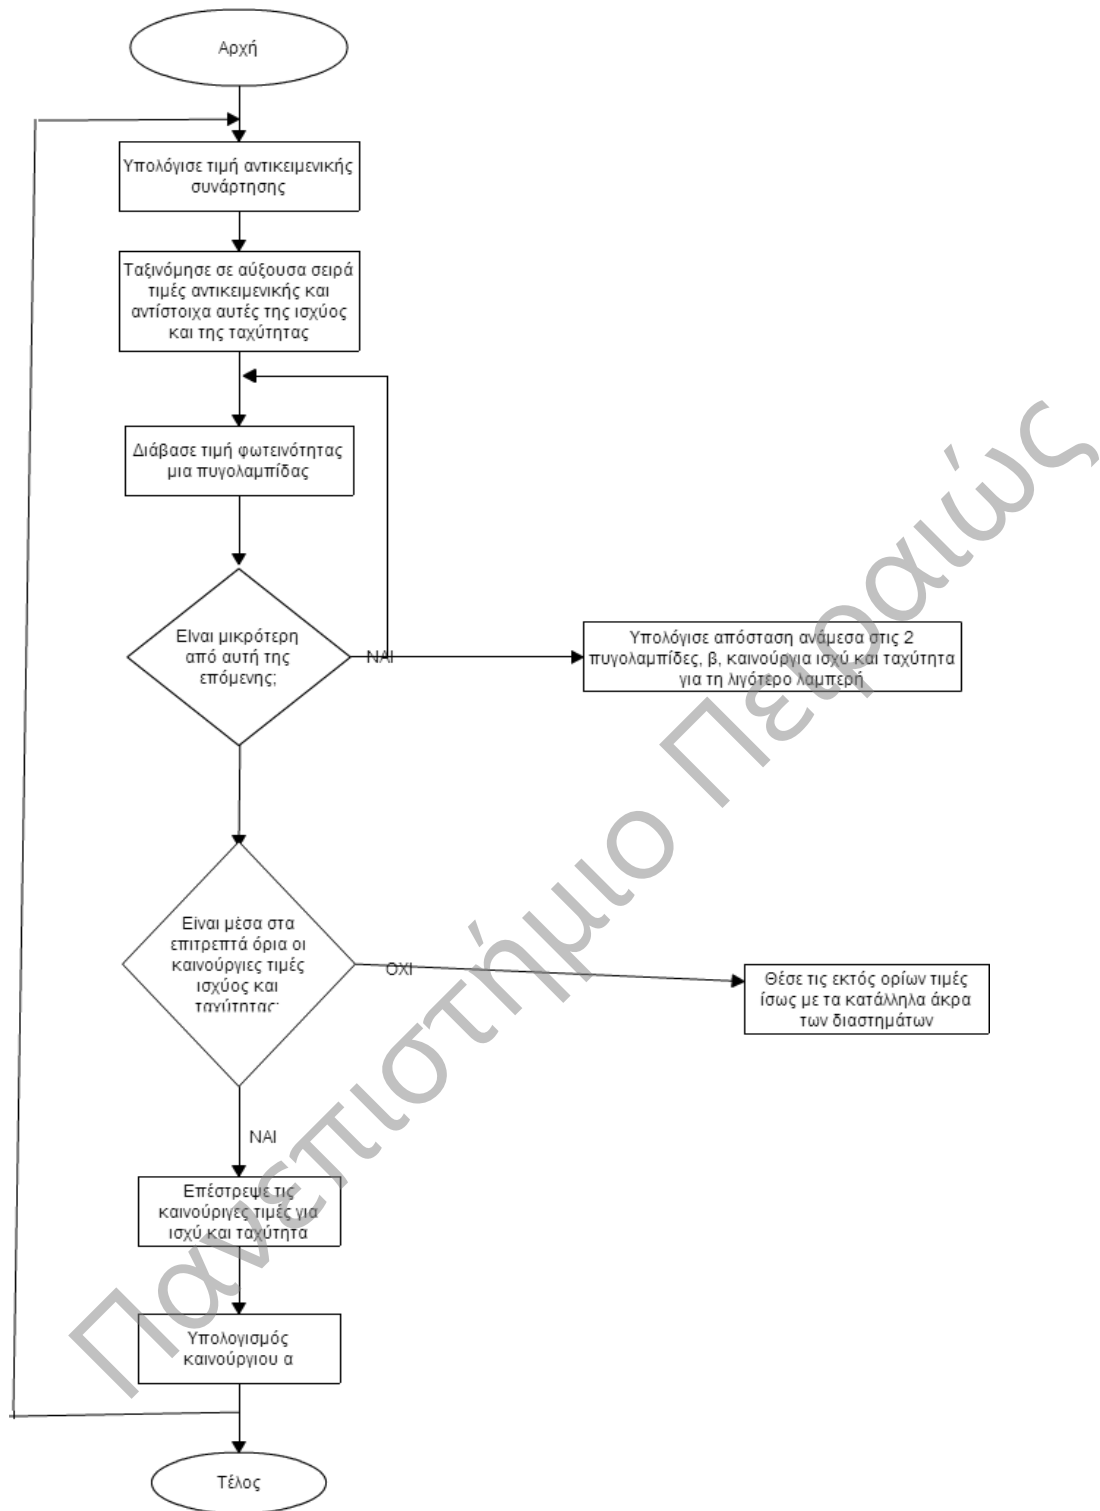 Αρχή
Υπολόγισε τιμή αντικειμενικής
συνάρτησης
Ταξινόμησε σε αύξουσα σειρά
τιμές αντικειμενικής και
αντίστοιχα αυτές της ισχύος
και της ταχύτητας
Διάβασε τιμή φωτεινότητας
μια πυγολαμπίδας
Είναι μικρότερη
από αυτή της
επόμενης;
ΝΑΙ
Υπολόγισε απόσταση ανάμεσα στις 2
πυγολαμπίδες, β, καινούργια ισχύ και ταχύτητα
για τη λιγότερο λαμπερή
Είναι μέσα στα
επιτρεπτά όρια οι
καινούργιες τιμές
ισχύος και
ταχύτητας;
ΟΧΙ
Θέσε τις εκτός ορίων τιμές
ίσως με τα κατάλληλα άκρα
των διαστημάτων
ΝΑΙ
Επέστρεψε τις
καινούριγες τιμές για
ισχύ και ταχύτητα
Υπολογισμός
καινούργιου α
Τέλος
Πανεπιστήμιο Πειραιώς